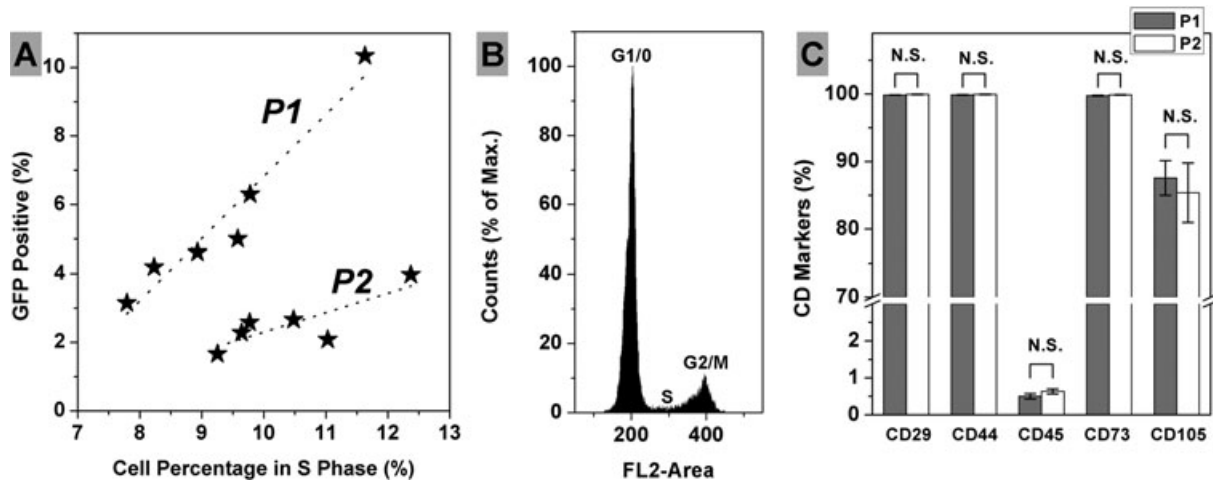 A
GFP Positive (%)
10
8
6
4
2
0
P1
P2
7 8 9 10 11 12 13
Cell Percentage in S Phase (%)
B
Counts (% of Max.)
100
80
60
40
20
0
G1/0
S
G2/M
200 400
FL2-Area
C
P1
P2
CD Markers (%)
100
90
80
70
2
1
0
N.S.
N.S.
N.S.
N.S.
N.S.
CD29 CD44 CD45 CD73 CD105